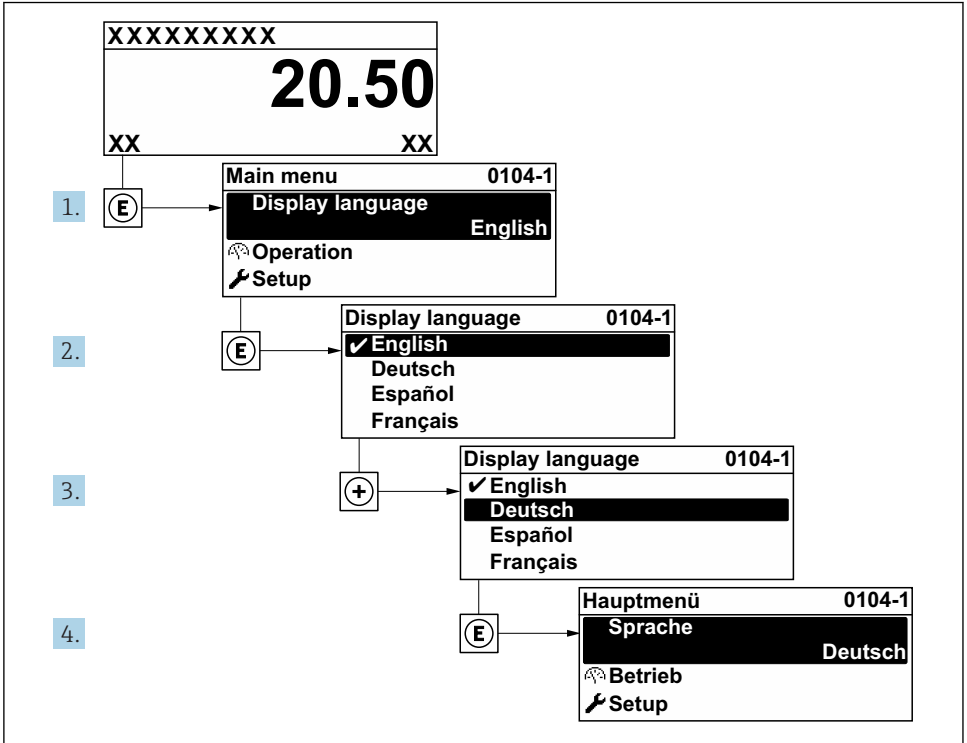 XXXXXXXXX
20.50
XX XX
1. E
Main menu 0104-1
Display language
English
Operation
Setup
2. E
Display language 0104-1
✔English
Deutsch
Español
Français
3. +
Display language 0104-1
✔English
Deutsch
Español
Français
4. E
Hauptmenü 0104-1
Sprache
Deutsch
Betrieb
Setup